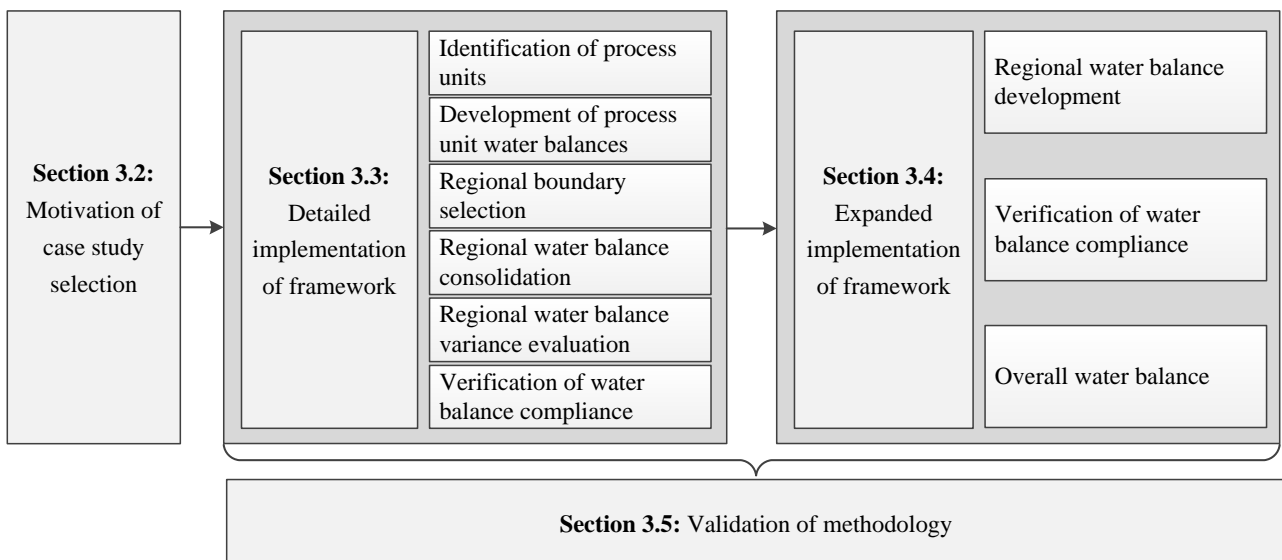 Section 3.2:
Motivation of
case study
selection
Section 3.3:
Detailed
implementation
of framework
Identification of process
units
Development of process
unit water balances
Regional boundary
selection
Regional water balance
consolidation
Regional water balance
variance evaluation
Verification of water
balance compliance
Section 3.4:
Expanded
implementation
of framework
Regional water balance
development
Verification of water
balance compliance
Overall water balance
Section 3.5: Validation of methodology